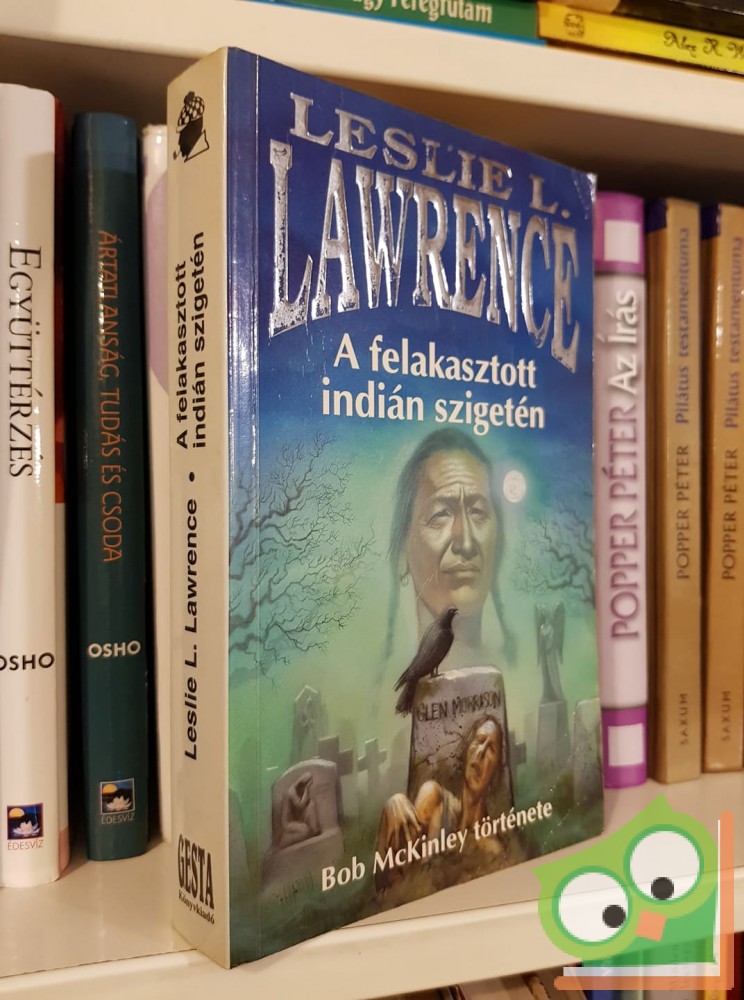 EGYÜTTÉRZÉS
OSHO
ÉDESVÍZ
ÁRTATLANSÁG, TUDÁS ÉS CSODA
OSHO
ÉDESVÍZ
Leslie L. Lawrence • A felakasztott
indián szigetén
GESTA
Könyvkiadó
LESLIE L.
LAWRENCE
A felakasztott
indián szigetén
GLEN MORRISON
Bob McKinley története
POPPER PÉTER Az Írás
POPPER PÉTER Pilátus testamentuma
SAXUM
POPPER PÉTER Pilátus testamentuma
SAXUM